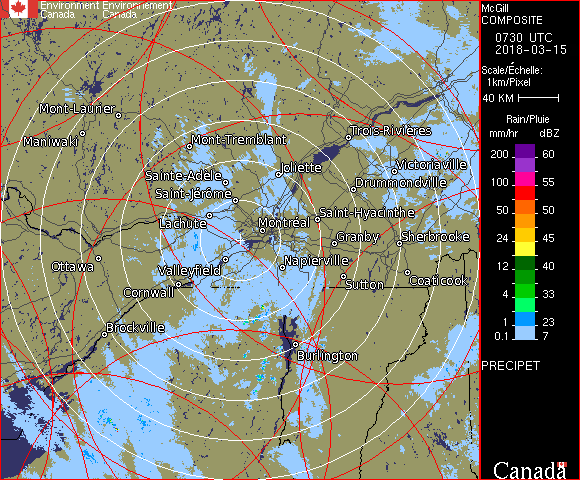 Environment Environnement
Canada Canada
McGill
COMPOSITE
0730 UTC
2018-03-15
Scale/Échelle:
1km/Pixel
40 KM
Rain/Pluie
mm/hr dBZ
200 60
100 55
50 50
24 45
12 40
4 33
1 23
0.1 7
PRECIPET
Canada
Mont-Laurier
Maniwaki
Mont-Tremblant
Trois-Rivières
Joliette
Victoriaville
Sainte-Adèle
Drummondville
Saint-Jérôme
Lachute
Saint-Hyacinthe
Montréal
Granby
Sherbrooke
Ottawa
Valleyfield
Napierville
Cornwall
Sutton
Coaticook
Brockville
Burlington